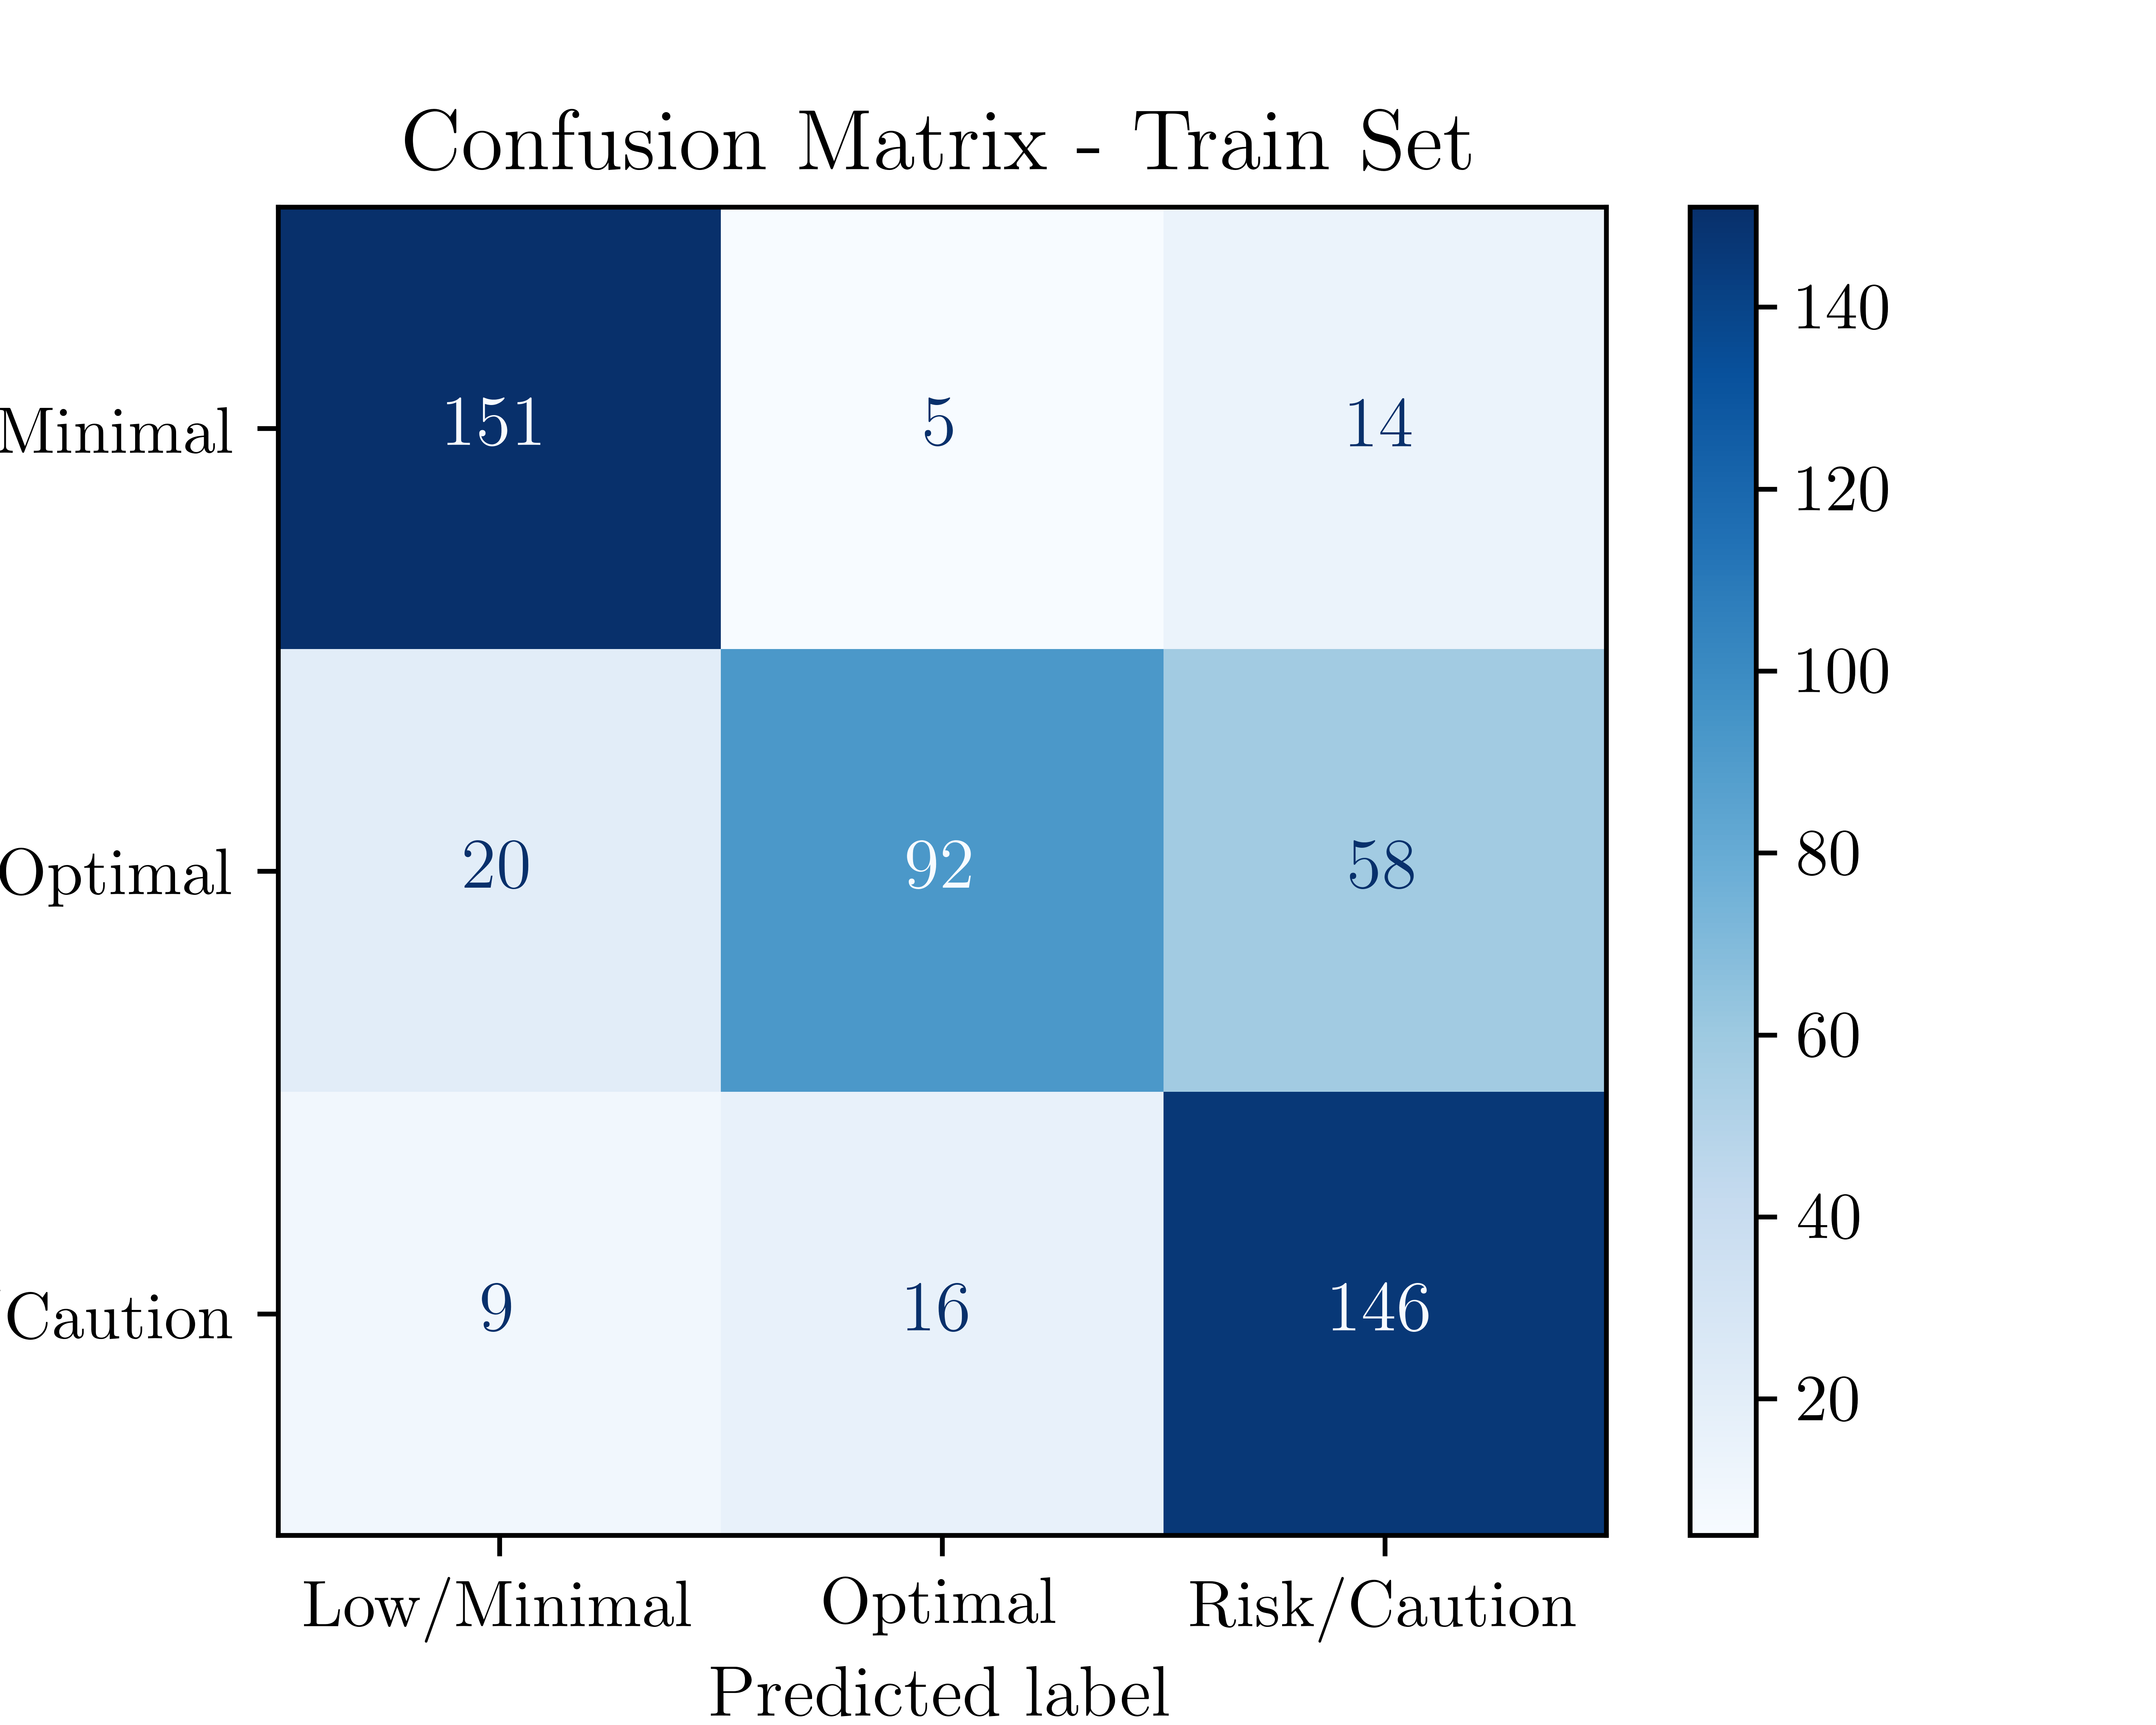 Confusion Matrix - Train Set
Minimal 151 5 14
Optimal 20 92 58
Caution 9 16 146
Low/Minimal Optimal Risk/Caution
Predicted label
140
120
100
80
60
40
20